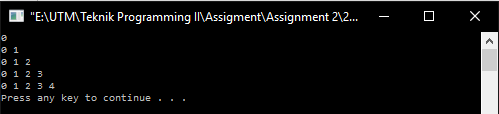 "E:\UTM\Teknik Programming II\Assigment\Assignment 2\2...
0
0 1
0 1 2
0 1 2 3
0 1 2 3 4
Press any key to continue . . .